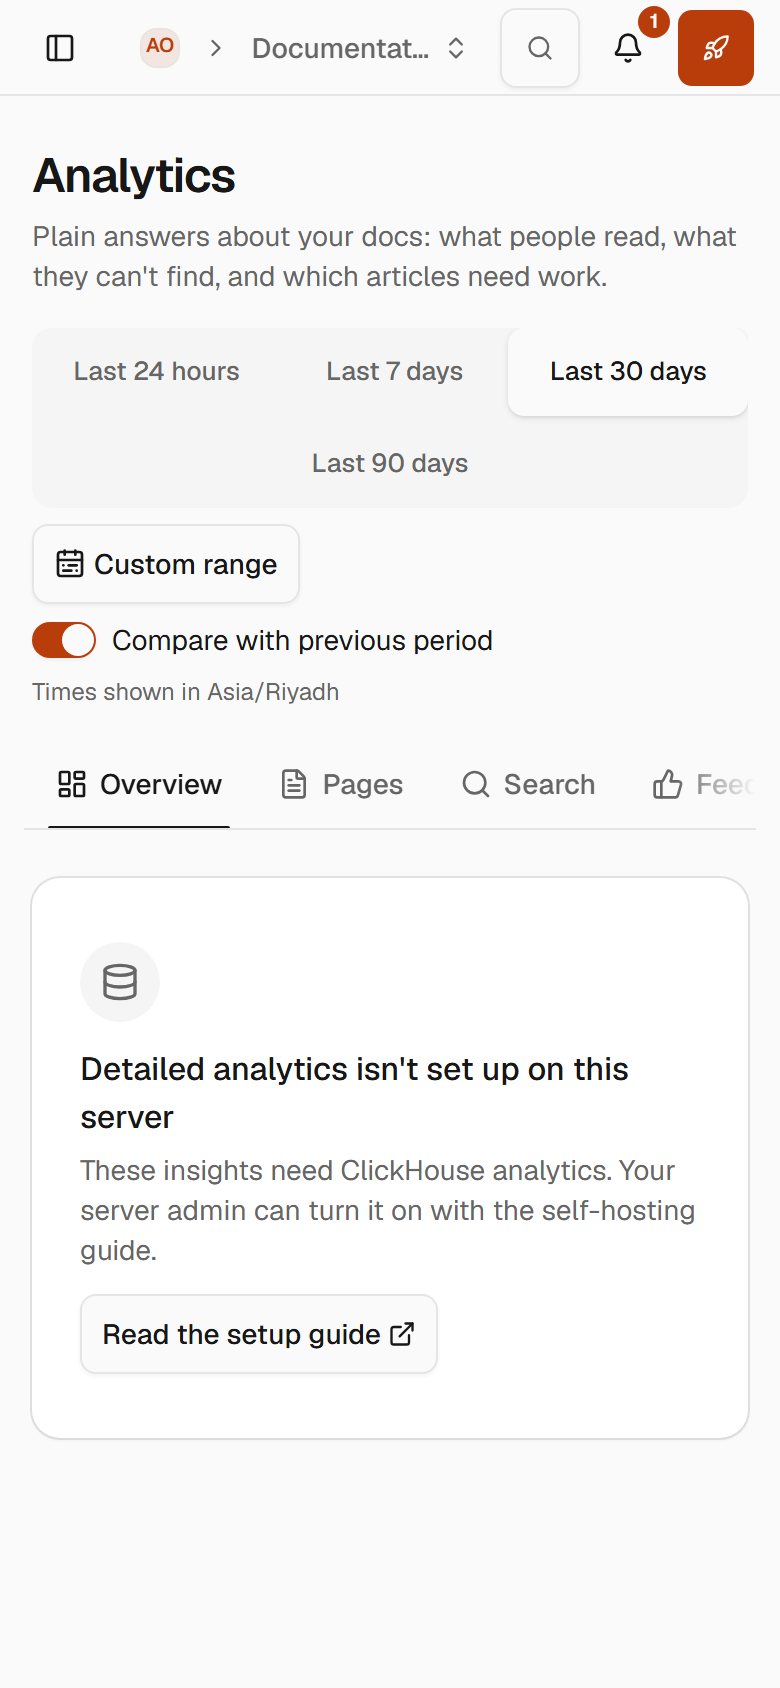 AO
Documentat...
1
Analytics
Plain answers about your docs: what people read, what
they can't find, and which articles need work.
Last 24 hours
Last 7 days
Last 30 days
Last 90 days
Custom range
Compare with previous period
Times shown in Asia/Riyadh
Overview
Pages
Search
Feed
Detailed analytics isn't set up on this
server
These insights need ClickHouse analytics. Your
server admin can turn it on with the self-hosting
guide.
Read the setup guide